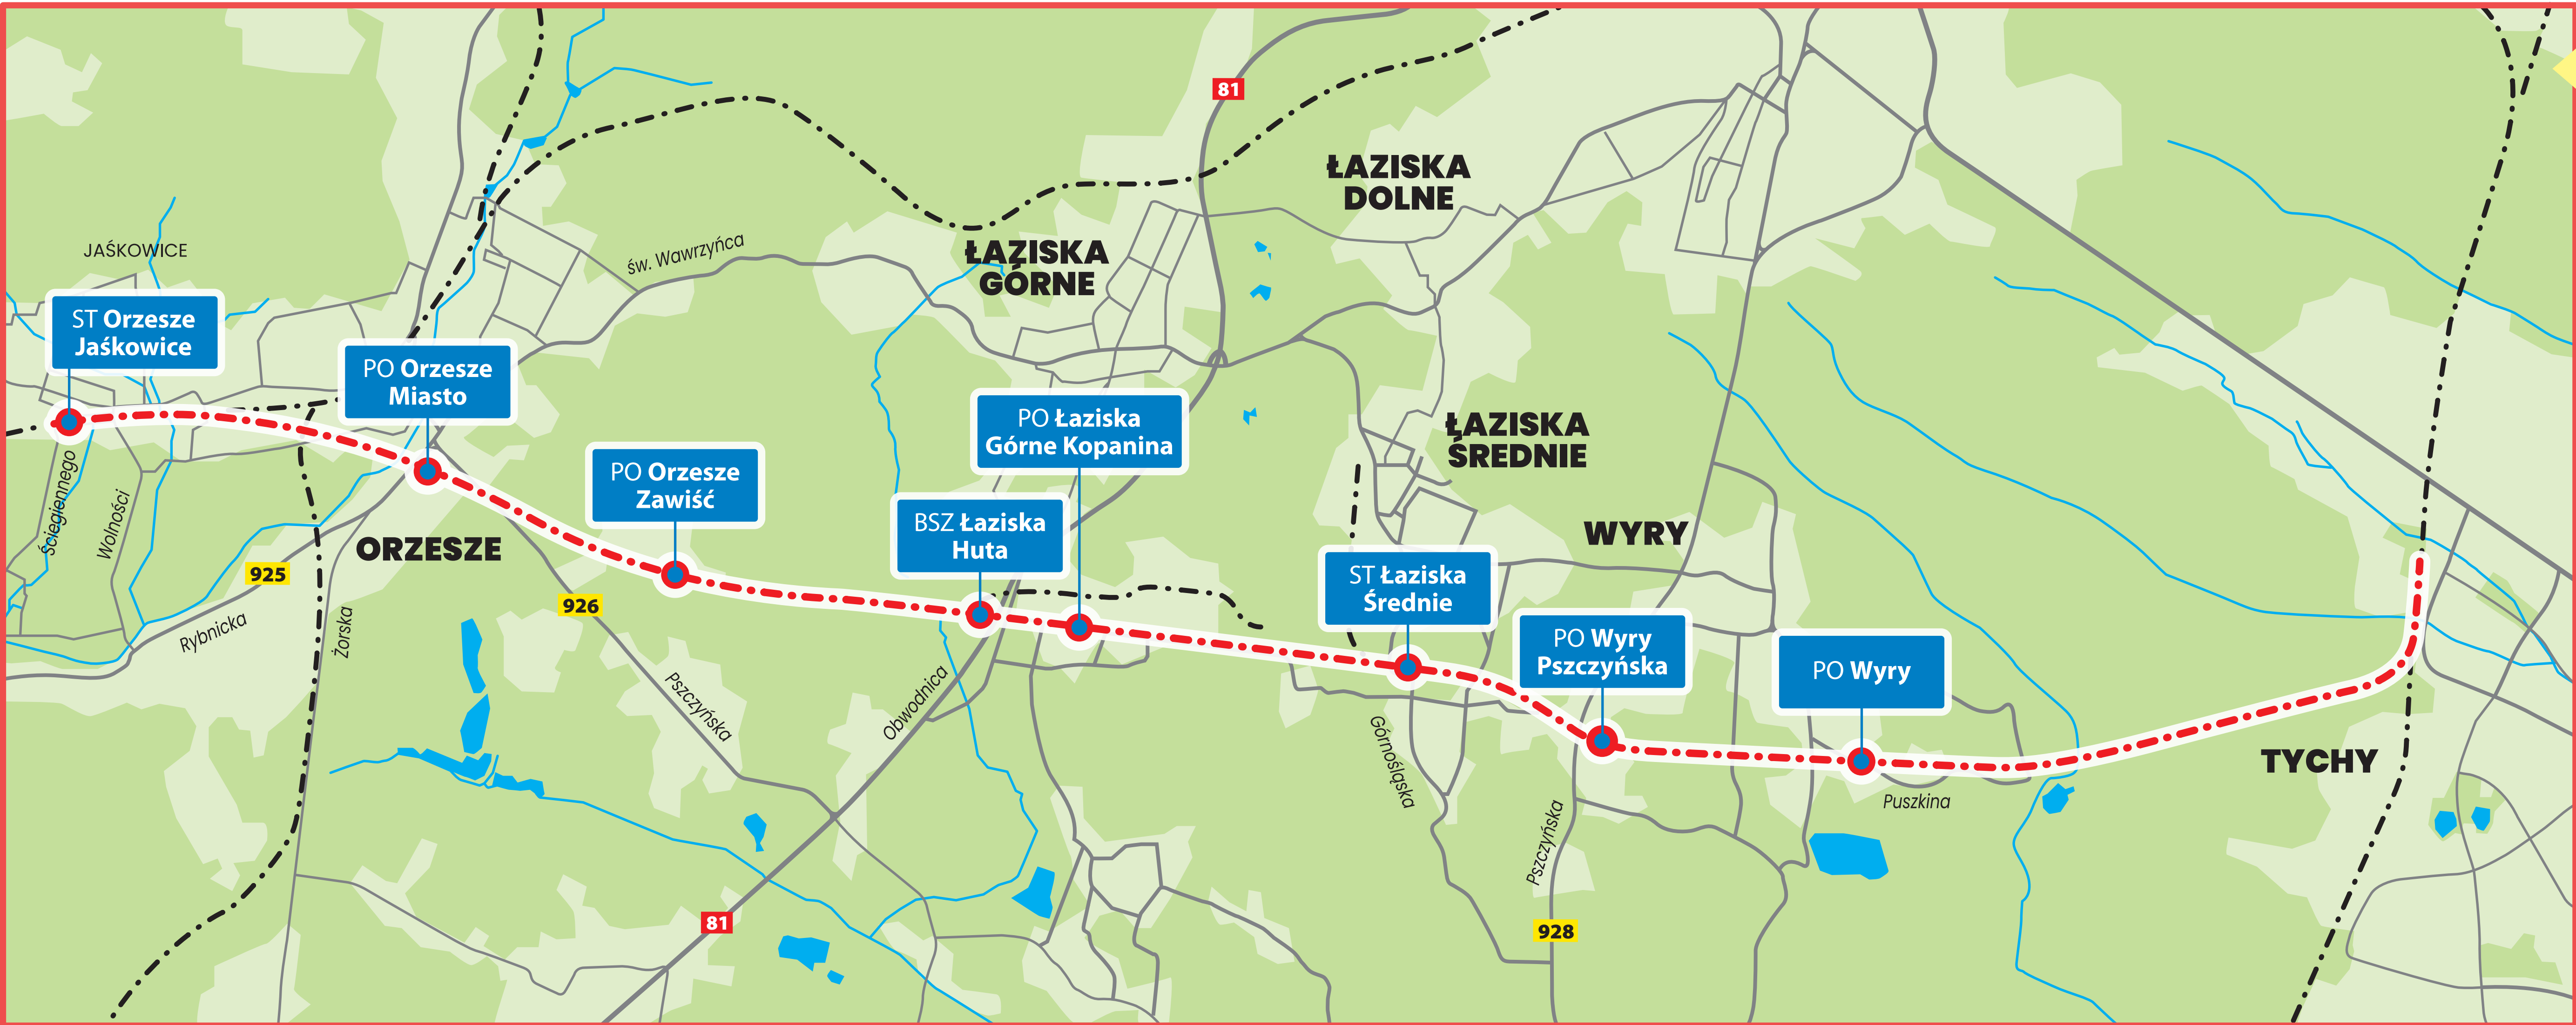 81
ŁAZISKA
DOLNE
JAŚKOWICE
św. Wawrzyńca
ŁAZISKA
GÓRNE
ST Orzesze
Jaśkowice
PO Orzesze
Miasto
PO Łaziska
Górne Kopanina
ŁAZISKA
ŚREDNIE
PO Orzesze
Zawiść
BSZ Łaziska
Huta
WYRY
Ściegiennego
Wolności
ORZESZE
925
926
ST Łaziska
Średnie
PO Wyry
Pszczyńska
PO Wyry
Rybnicka
Żorska
Pszczyńska
Obwodnica
Górnośląska
TYCHY
Puszkina
Pszczyńska
81
928